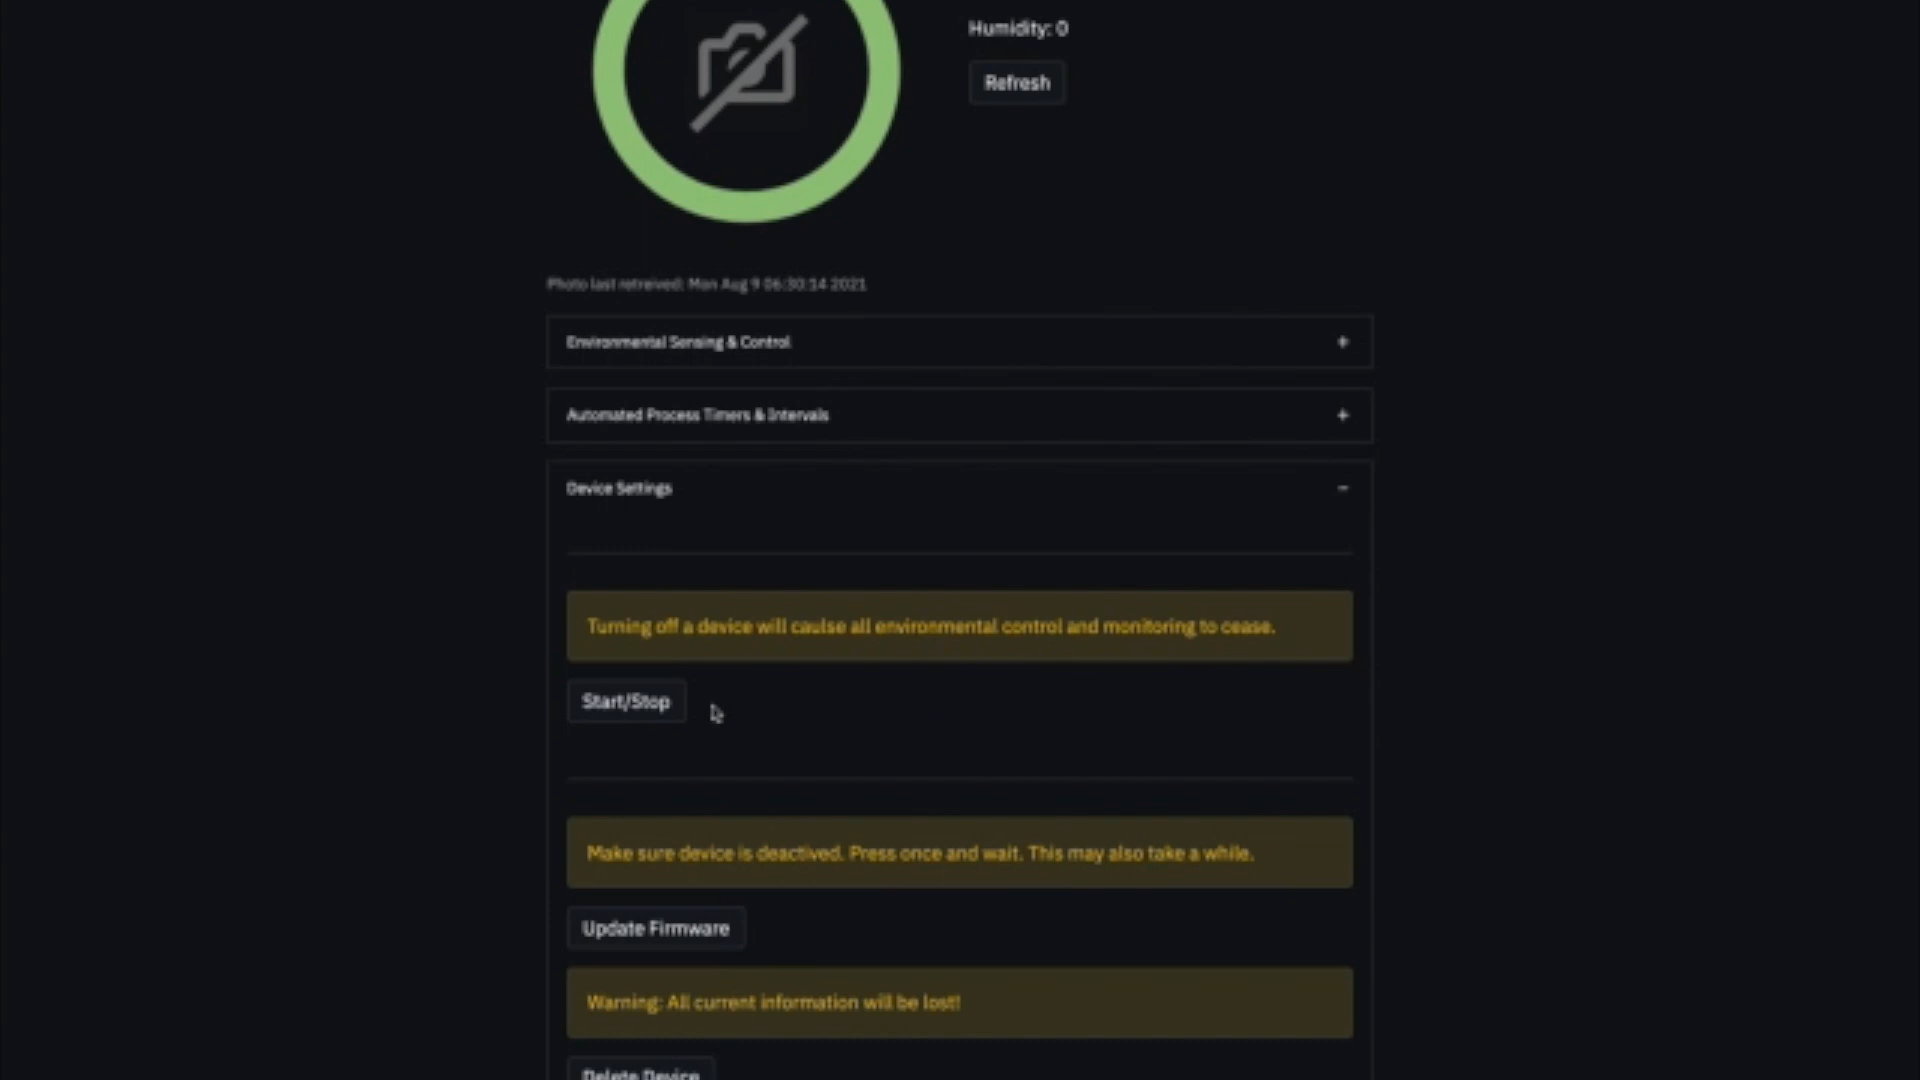 Humidity: 0
Refresh
Photo last retreived: Mon Aug 9 06:30:14 2021
Environmental Sensing & Control
+
Automated Process Timers & Intervals
+
Device Settings
−
Turning off a device will caulse all environmental control and monitoring to cease.
Start/Stop
Make sure device is deactived. Press once and wait. This may also take a while.
Update Firmware
Warning: All current information will be lost!
Delete Device